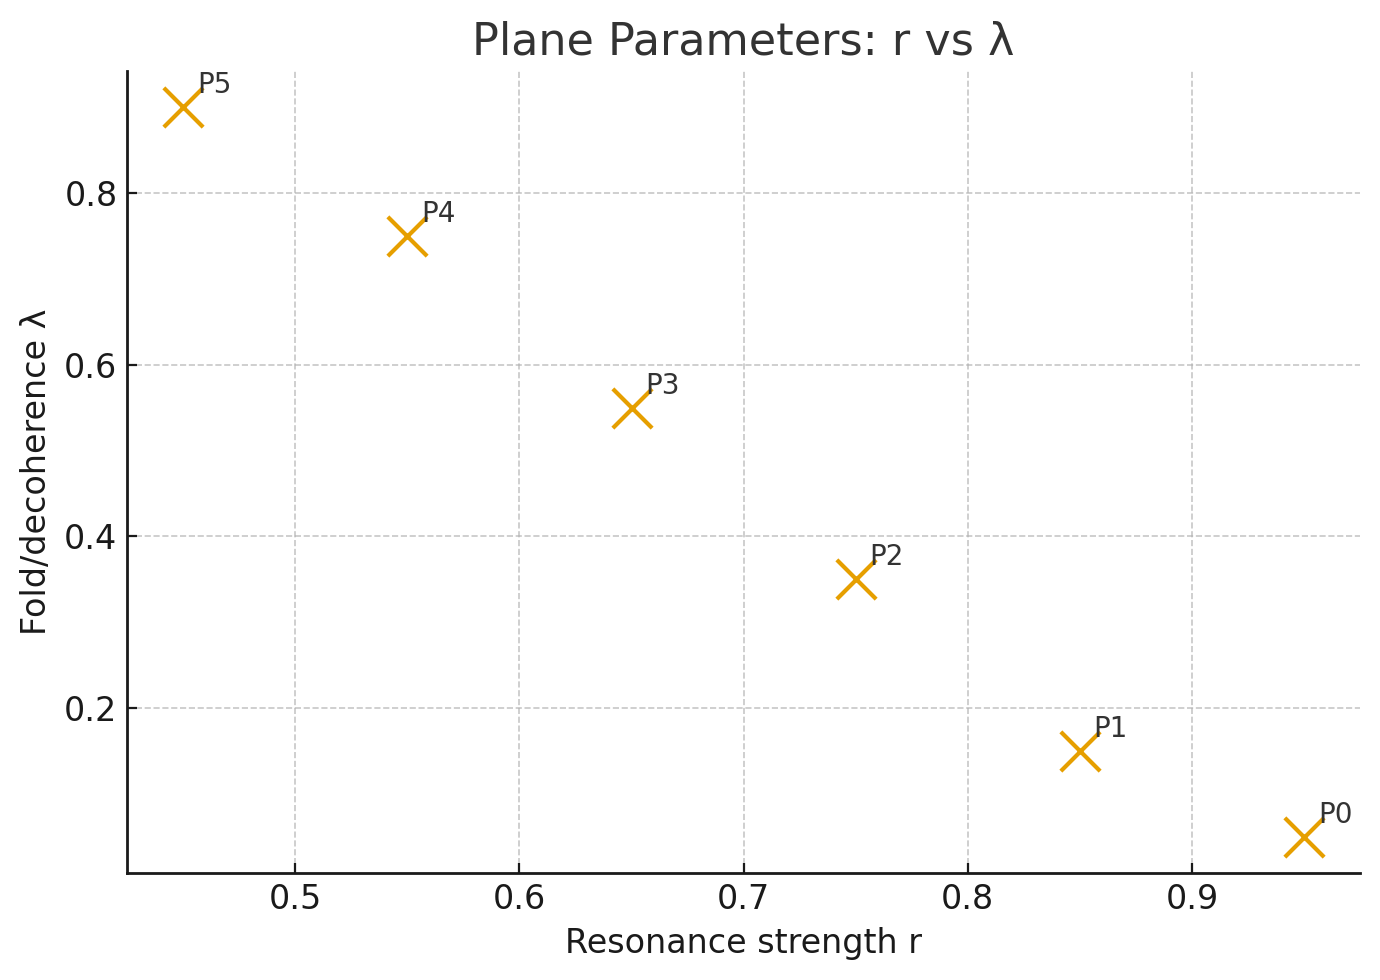 Plane Parameters: r vs λ
P5
0.8
P4
0.6
P3
0.4
P2
0.2
P1
P0
Fold/decoherence λ
0.5 0.6 0.7 0.8 0.9
Resonance strength r